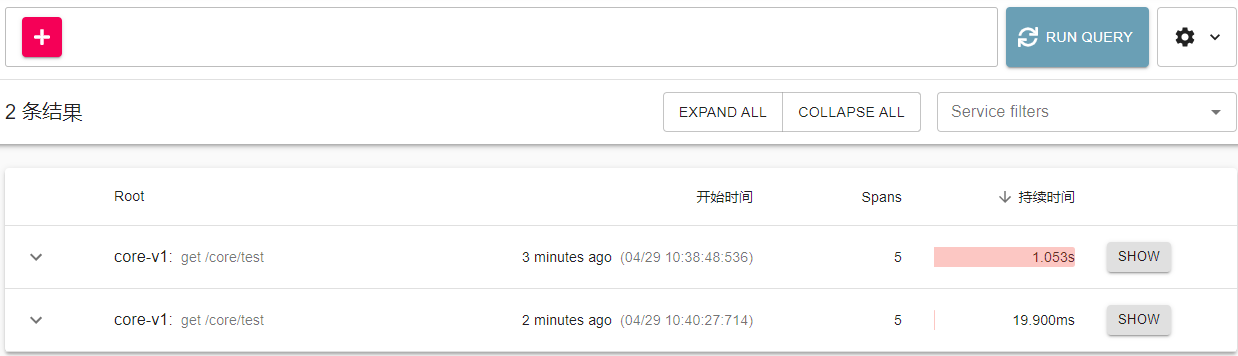 RUN QUERY
2 条结果 EXPAND ALL COLLAPSE ALL Service filters
Root 开始时间 Spans 持续时间
core-v1: get /core/test 3 minutes ago (04/29 10:38:48:536) 5 1.053s SHOW
core-v1: get /core/test 2 minutes ago (04/29 10:40:27:714) 5 19.900ms SHOW